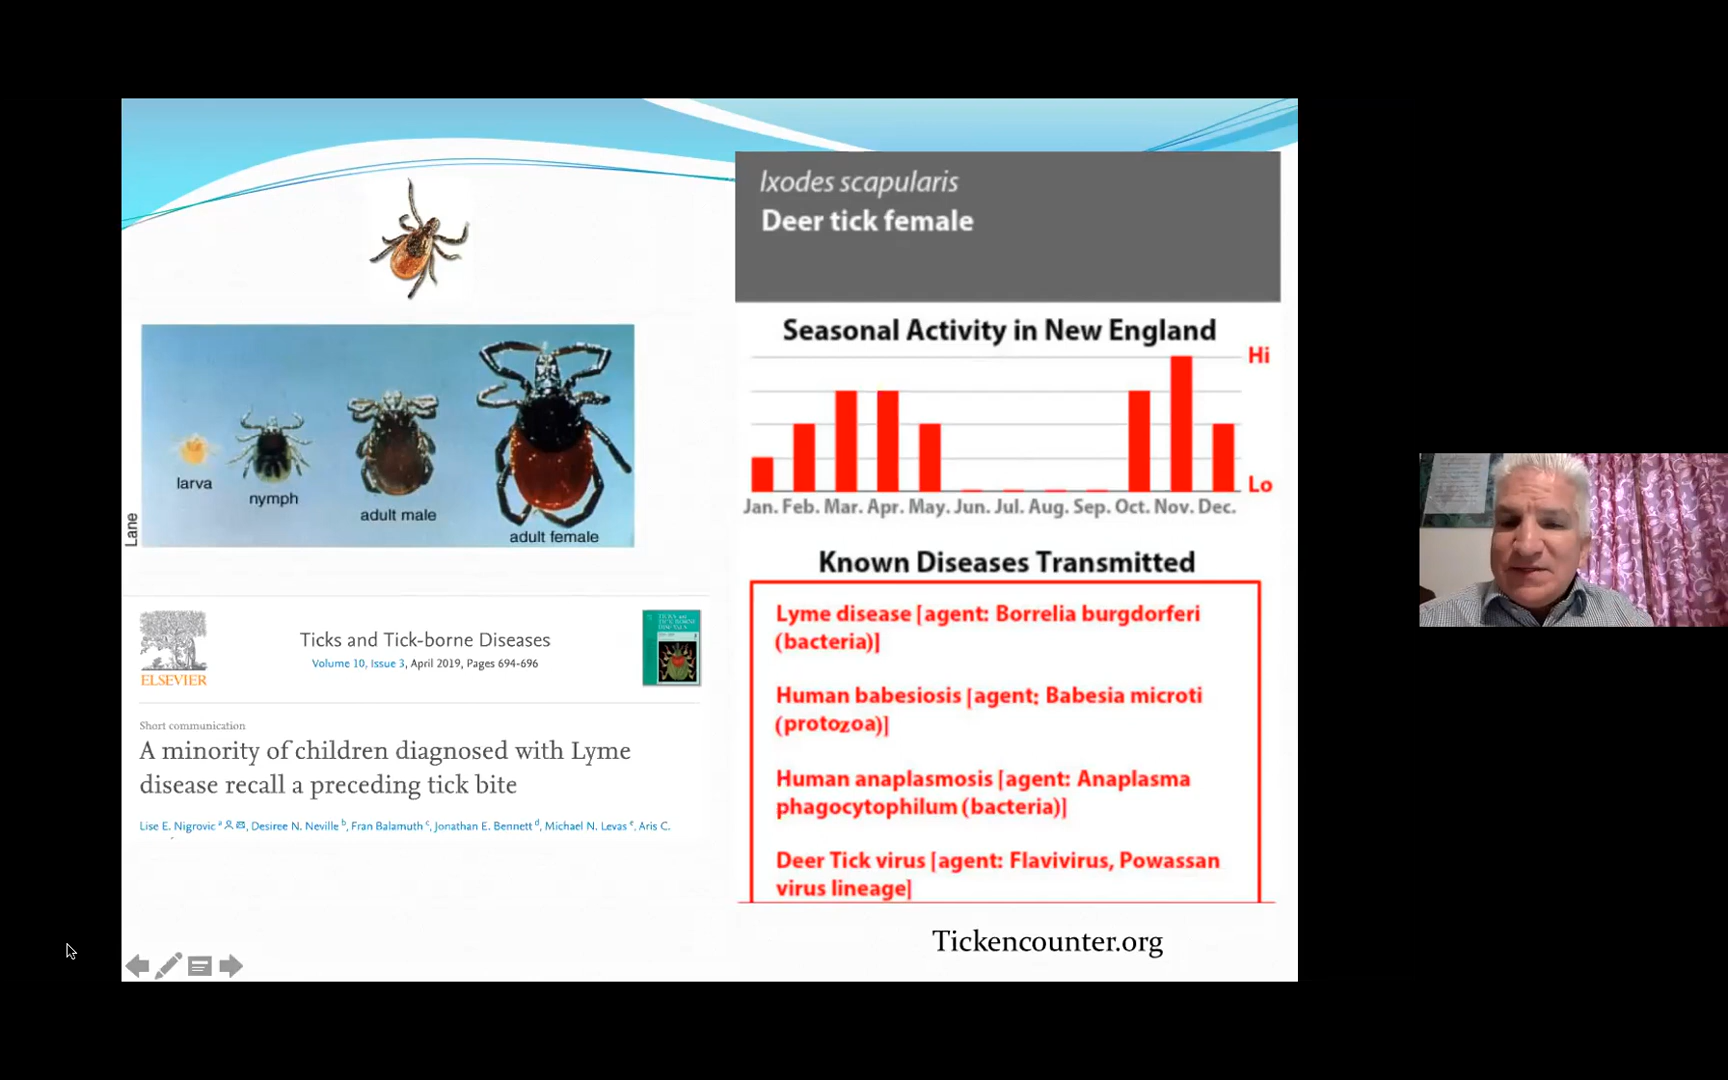 Ixodes scapularis
Deer tick female
Seasonal Activity in New England
Hi
Lo
Jan. Feb. Mar. Apr. May. Jun. Jul. Aug. Sep. Oct. Nov. Dec.
Known Diseases Transmitted
Lyme disease [agent: Borrelia burgdorferi
(bacteria)]
Human babesiosis [agent: Babesia microti
(protozoa)]
Human anaplasmosis [agent: Anaplasma
phagocytophilum (bacteria)]
Deer Tick virus [agent: Flavivirus, Powassan
virus lineage]
Tickencounter.org
larva
nymph
adult male
adult female
Lane
ELSEVIER
Ticks and Tick-borne Diseases
Volume 10, Issue 3, April 2019, Pages 694-696
Short communication
A minority of children diagnosed with Lyme
disease recall a preceding tick bite
Lise E. Nigrovic a, Desiree N. Neville b, Fran Balamuth c, Jonathan E. Bennett d, Michael N. Levas e, Aris C.